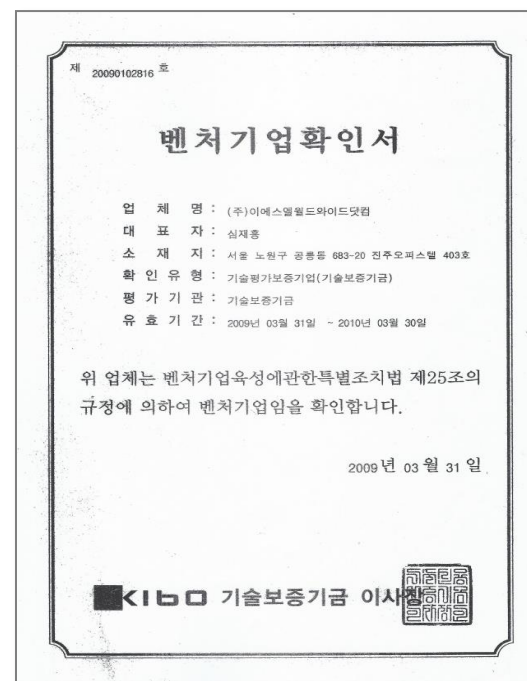 제 20090102816 호
벤처기업확인서
업 체 명 : (주)이에스엘월드와이드닷컴
대 표 자 : 심재홍
소 재 지 : 서울 노원구 공릉동 683-20 진주오피스텔 403호
확 인 유 형 : 기술평가보증기업(기술보증기금)
평 가 기 관 : 기술보증기금
유 효 기 간 : 2009년 03월 31일 ~ 2010년 03월 30일
위 업체는 벤처기업육성에관한특별조치법 제25조의
규정에 의하여 벤처기업임을 확인합니다.
2009 년 03 월 31 일
KIBO 기술보증기금 이사장